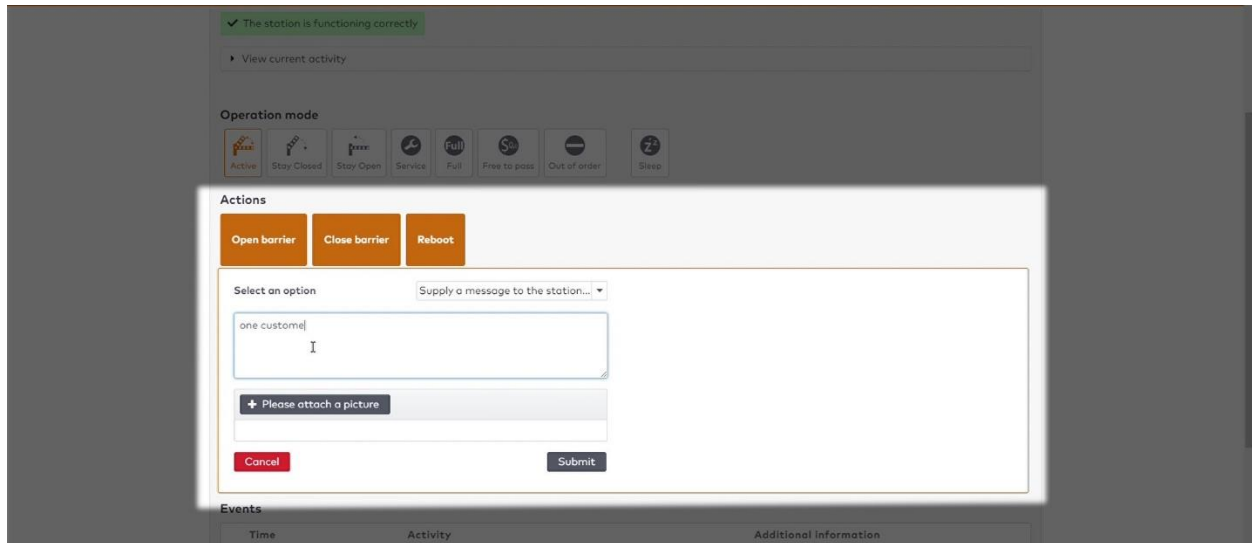 The station is functioning correctly
View current activity
Operation mode
Active Stay Closed Stay Open Service Full Full Free to pass Out of order Sleep
Actions
Open barrier Close barrier Reboot
Select an option Supply a message to the station...
one custome
+ Please attach a picture
Cancel Submit
Events
Time Activity Additional information